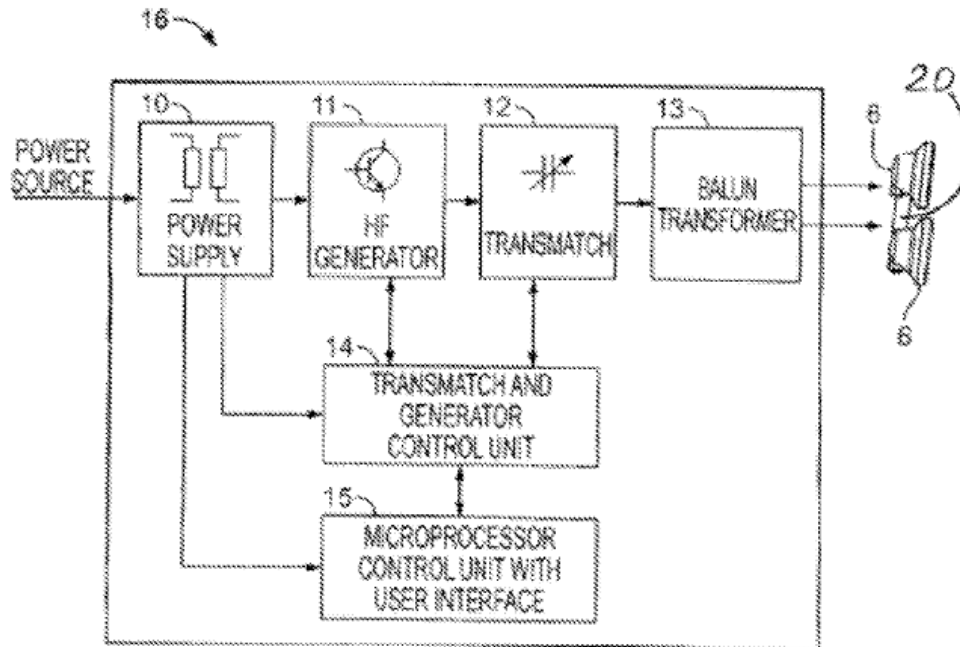 16
20
10
11
12
13
6
POWER
SOURCE
POWER
SUPPLY
HF
GENERATOR
TRANSMATCH
BALUN
TRANSFORMER
6
14
TRANSMATCH AND
GENERATOR
CONTROL UNIT
15
MICROPROCESSOR
CONTROL UNIT WITH
USER INTERFACE